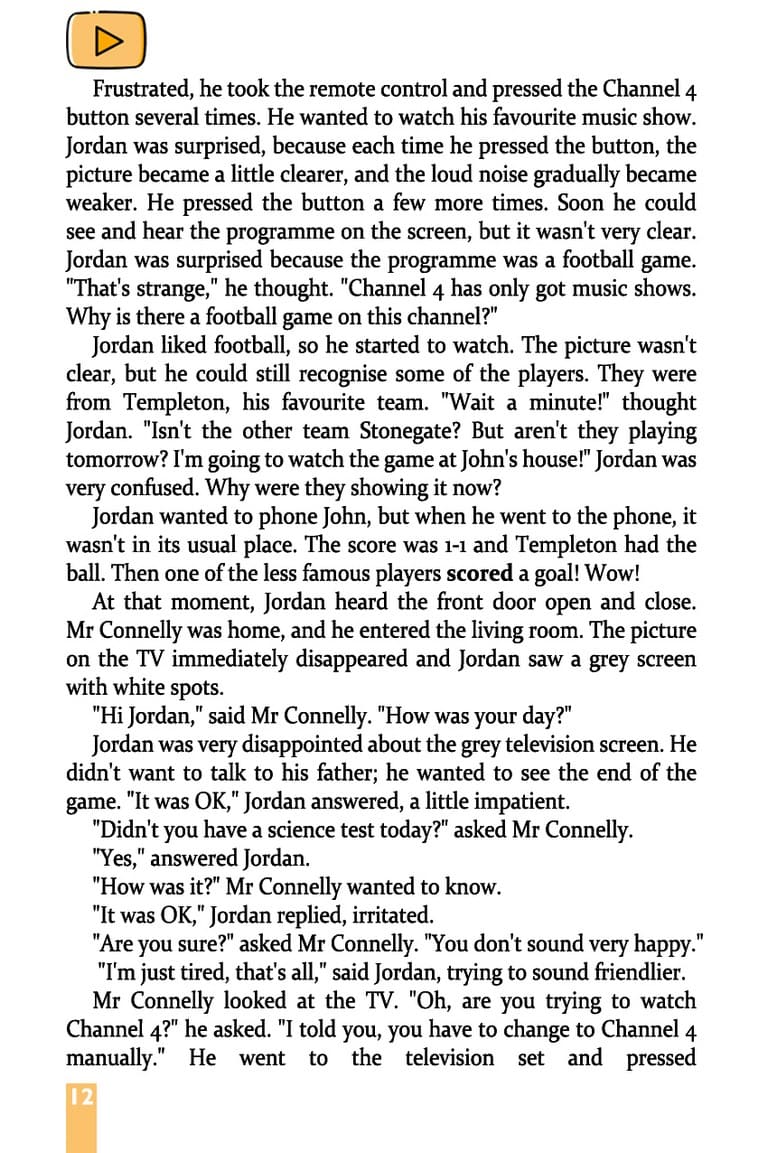 Frustrated, he took the remote control and pressed the Channel 4
button several times. He wanted to watch his favourite music show.
Jordan was surprised, because each time he pressed the button, the
picture became a little clearer, and the loud noise gradually became
weaker. He pressed the button a few more times. Soon he could
see and hear the programme on the screen, but it wasn't very clear.
Jordan was surprised because the programme was a football game.
"That's strange," he thought. "Channel 4 has only got music shows.
Why is there a football game on this channel?"
Jordan liked football, so he started to watch. The picture wasn't
clear, but he could still recognise some of the players. They were
from Templeton, his favourite team. "Wait a minute!" thought
Jordan. "Isn't the other team Stonegate? But aren't they playing
tomorrow? I'm going to watch the game at John's house!" Jordan was
very confused. Why were they showing it now?
Jordan wanted to phone John, but when he went to the phone, it
wasn't in its usual place. The score was 1-1 and Templeton had the
ball. Then one of the less famous players scored a goal! Wow!
At that moment, Jordan heard the front door open and close.
Mr Connelly was home, and he entered the living room. The picture
on the TV immediately disappeared and Jordan saw a grey screen
with white spots.
"Hi Jordan," said Mr Connelly. "How was your day?"
Jordan was very disappointed about the grey television screen. He
didn't want to talk to his father; he wanted to see the end of the
game. "It was OK," Jordan answered, a little impatient.
"Didn't you have a science test today?" asked Mr Connelly.
"Yes," answered Jordan.
"How was it?" Mr Connelly wanted to know.
"It was OK," Jordan replied, irritated.
"Are you sure?" asked Mr Connelly. "You don't sound very happy."
"I'm just tired, that's all," said Jordan, trying to sound friendlier.
Mr Connelly looked at the TV. "Oh, are you trying to watch
Channel 4?" he asked. "I told you, you have to change to Channel 4
manually." He went to the television set and pressed
12